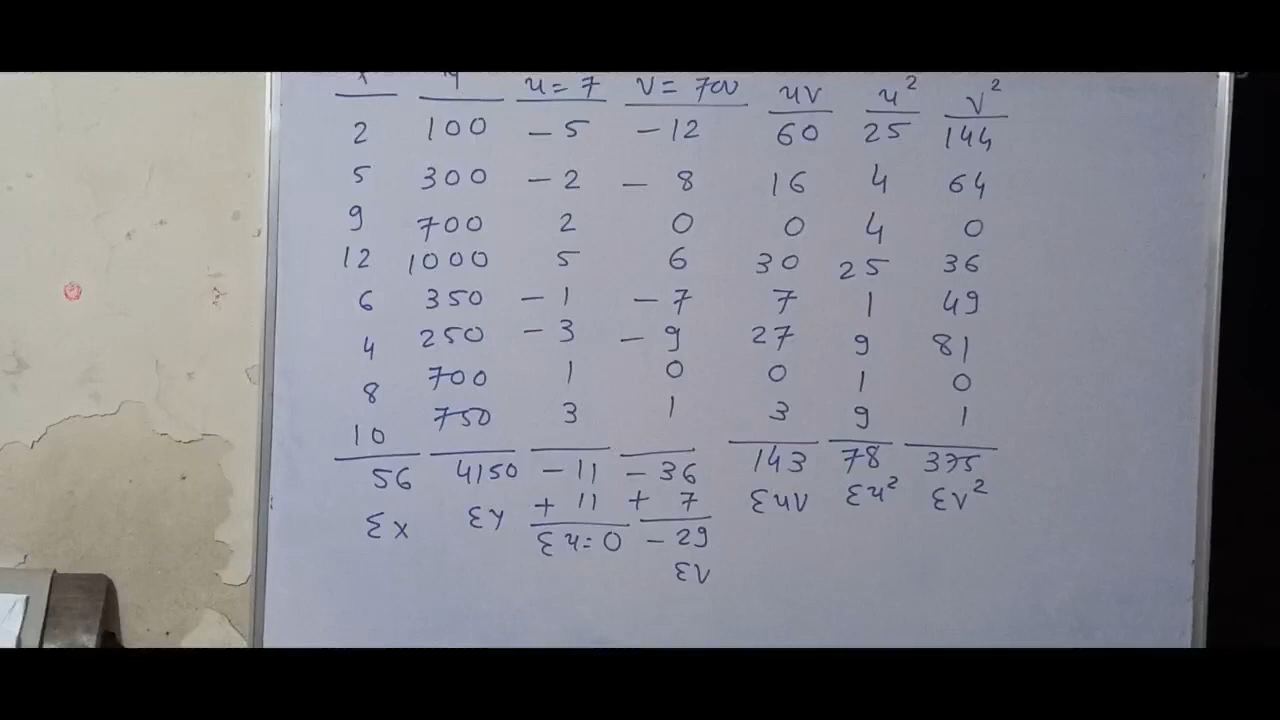 x y u = 7 v = 700 uv u² v²
2 100 – 5 – 12 60 25 144
5 300 – 2 – 8 16 4 64
9 700 2 0 0 4 0
12 1000 5 6 30 25 36
6 350 – 1 – 7 7 1 49
4 250 – 3 – 9 27 9 81
8 700 1 0 0 1 0
10 750 3 1 3 9 1
56 4150 – 11 – 36 143 78 375
Σx Σy + 11 + 7 Σuv Σu² Σv²
Σu=0 – 29
Σv